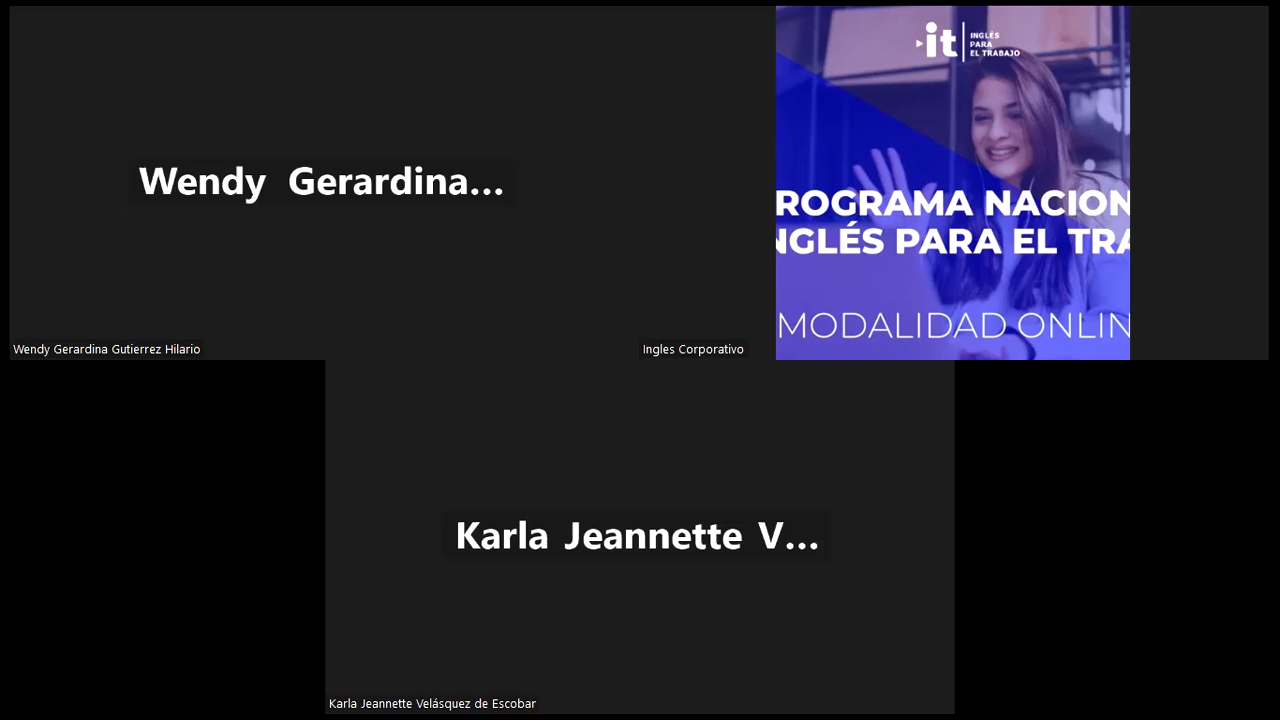 Wendy Gerardina...
Wendy Gerardina Gutierrez Hilario
it
INGLÉS
PARA
EL TRABAJO
ROGRAMA NACION
NGLÉS PARA EL TRA
MODALIDAD ONLIN
Ingles Corporativo
Karla Jeannette V...
Karla Jeannette Velásquez de Escobar